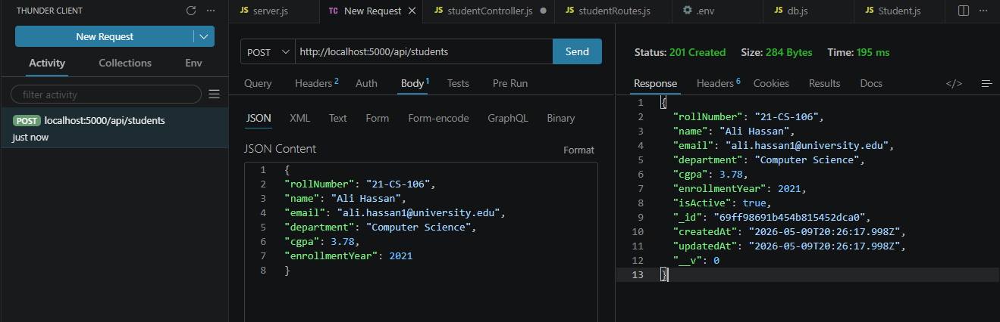 THUNDER CLIENT
New Request
Activity Collections Env
filter activity
POST localhost:5000/api/students
just now
JS server.js TC New Request JS studentController.js JS studentRoutes.js .env JS db.js JS Student.js
POST http://localhost:5000/api/students Send
Query Headers 2 Auth Body 1 Tests Pre Run
JSON XML Text Form Form-encode GraphQL Binary
JSON Content Format
1 {
2 "rollNumber": "21-CS-106",
3 "name": "Ali Hassan",
4 "email": "ali.hassan1@university.edu",
5 "department": "Computer Science",
6 "cgpa": 3.78,
7 "enrollmentYear": 2021
8 }
Status: 201 Created Size: 284 Bytes Time: 195 ms
Response Headers 6 Cookies Results Docs </>
1 {
2 "rollNumber": "21-CS-106",
3 "name": "Ali Hassan",
4 "email": "ali.hassan1@university.edu",
5 "department": "Computer Science",
6 "cgpa": 3.78,
7 "enrollmentYear": 2021,
8 "isActive": true,
9 "_id": "69ff98691b454b815452dca0",
10 "createdAt": "2026-05-09T20:26:17.998Z",
11 "updatedAt": "2026-05-09T20:26:17.998Z",
12 "__v": 0
13 }